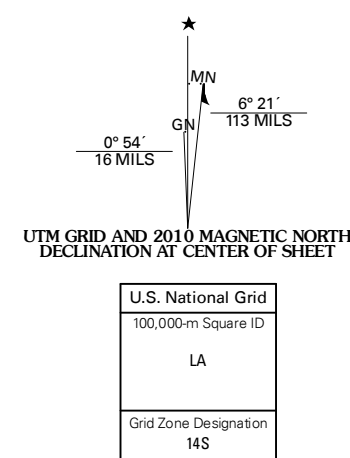 MN
GN
6° 21´
113 MILS
0° 54´
16 MILS
UTM GRID AND 2010 MAGNETIC NORTH
DECLINATION AT CENTER OF SHEET
U.S. National Grid
100,000-m Square ID
LA
Grid Zone Designation
14S